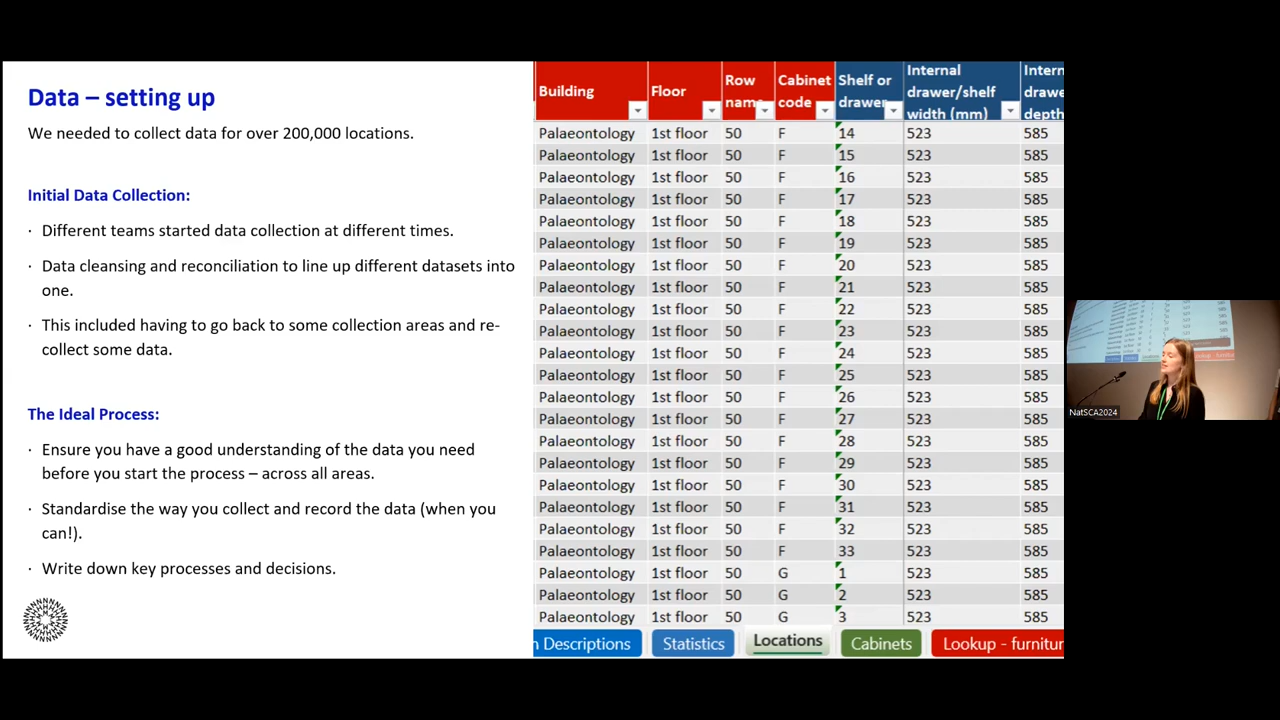 Data – setting up
We needed to collect data for over 200,000 locations.
Initial Data Collection:
· Different teams started data collection at different times.
· Data cleansing and reconciliation to line up different datasets into
one.
· This included having to go back to some collection areas and re-
collect some data.
The Ideal Process:
· Ensure you have a good understanding of the data you need
before you start the process – across all areas.
· Standardise the way you collect and record the data (when you
can!).
· Write down key processes and decisions.
Building Floor Row name Cabinet code Shelf or drawer Internal drawer/shelf width (mm) Intern drawe depth
Palaeontology 1st floor 50 F 14 523 585
Palaeontology 1st floor 50 F 15 523 585
Palaeontology 1st floor 50 F 16 523 585
Palaeontology 1st floor 50 F 17 523 585
Palaeontology 1st floor 50 F 18 523 585
Palaeontology 1st floor 50 F 19 523 585
Palaeontology 1st floor 50 F 20 523 585
Palaeontology 1st floor 50 F 21 523 585
Palaeontology 1st floor 50 F 22 523 585
Palaeontology 1st floor 50 F 23 523 585
Palaeontology 1st floor 50 F 24 523 585
Palaeontology 1st floor 50 F 25 523 585
Palaeontology 1st floor 50 F 26 523 585
Palaeontology 1st floor 50 F 27 523 585
Palaeontology 1st floor 50 F 28 523 585
Palaeontology 1st floor 50 F 29 523 585
Palaeontology 1st floor 50 F 30 523 585
Palaeontology 1st floor 50 F 31 523 585
Palaeontology 1st floor 50 F 32 523 585
Palaeontology 1st floor 50 F 33 523 585
Palaeontology 1st floor 50 G 1 523 585
Palaeontology 1st floor 50 G 2 523 585
Palaeontology 1st floor 50 G 3 523 585
n Descriptions Statistics Locations Cabinets Lookup - furnitur
NatSCA2024